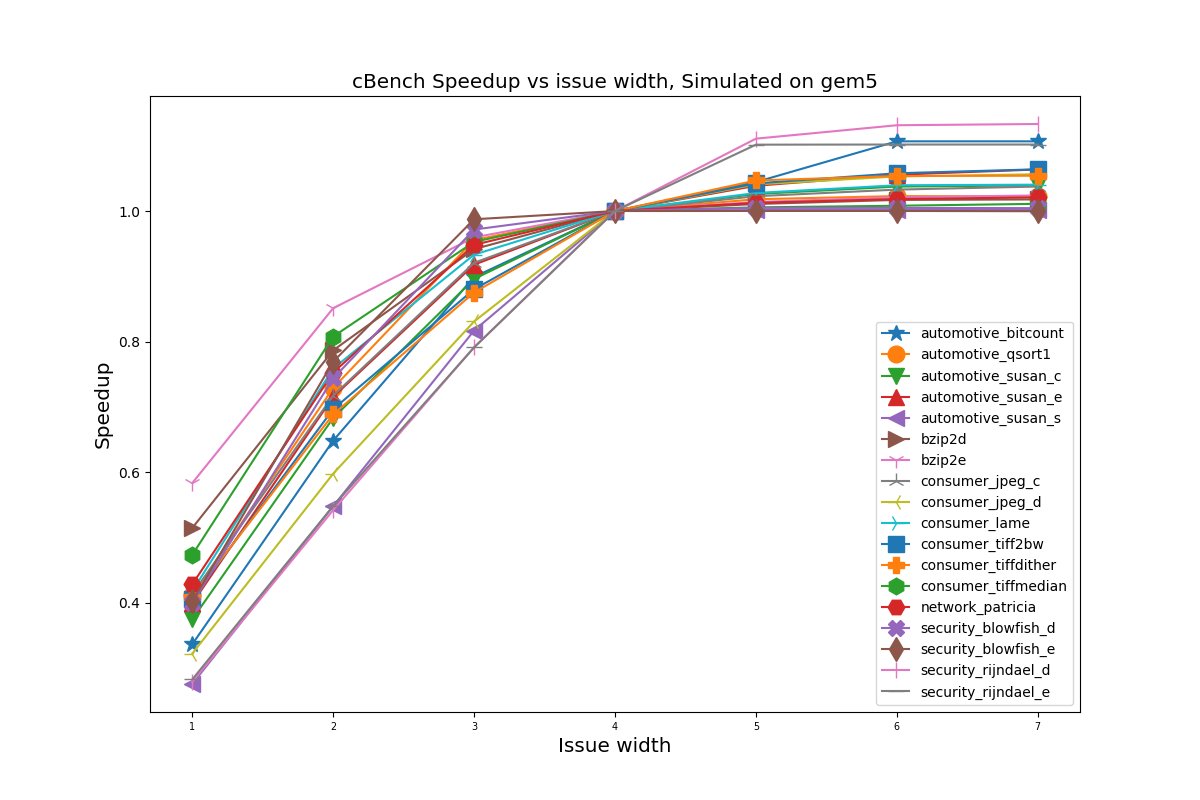 cBench Speedup vs issue width, Simulated on gem5
Speedup
1.0
0.8
0.6
0.4
automotive_bitcount
automotive_qsort1
automotive_susan_c
automotive_susan_e
automotive_susan_s
bzip2d
bzip2e
consumer_jpeg_c
consumer_jpeg_d
consumer_lame
consumer_tiff2bw
consumer_tiffdither
consumer_tiffmedian
network_patricia
security_blowfish_d
security_blowfish_e
security_rijndael_d
security_rijndael_e
1 2 3 4 5 6 7
Issue width